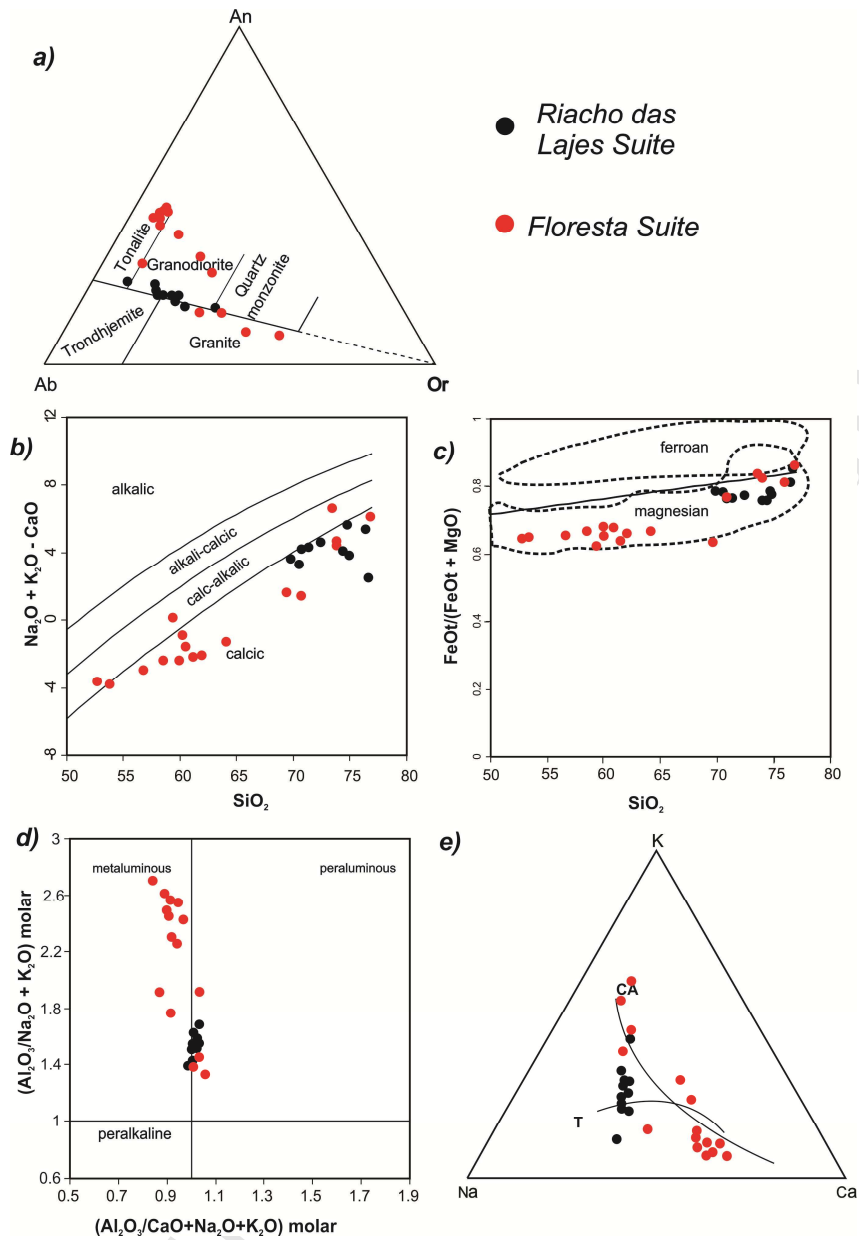 a)
An
Tonalite
Granodiorite
Quartz
monzonite
Trondhjemite
Granite
Ab
Or
Riacho das
Lajes Suite
Floresta Suite
b)
Na₂O + K₂O - CaO
12
8
4
0
-4
-8
alkalic
alkali-calcic
calc-alkalic
calcic
50
55
60
65
70
75
80
SiO₂
c)
FeOt/(FeOt + MgO)
1
0.8
0.6
0.4
0.2
0
ferroan
magnesian
50
55
60
65
70
75
80
SiO₂
d)
(Al₂O₃/Na₂O + K₂O) molar
3
2.6
2.2
1.8
1.4
1
0.6
metaluminous
peraluminous
peralkaline
0.5
0.7
0.9
1.1
1.3
1.5
1.7
1.9
(Al₂O₃/CaO+Na₂O+K₂O) molar
e)
K
CA
T
Na
Ca